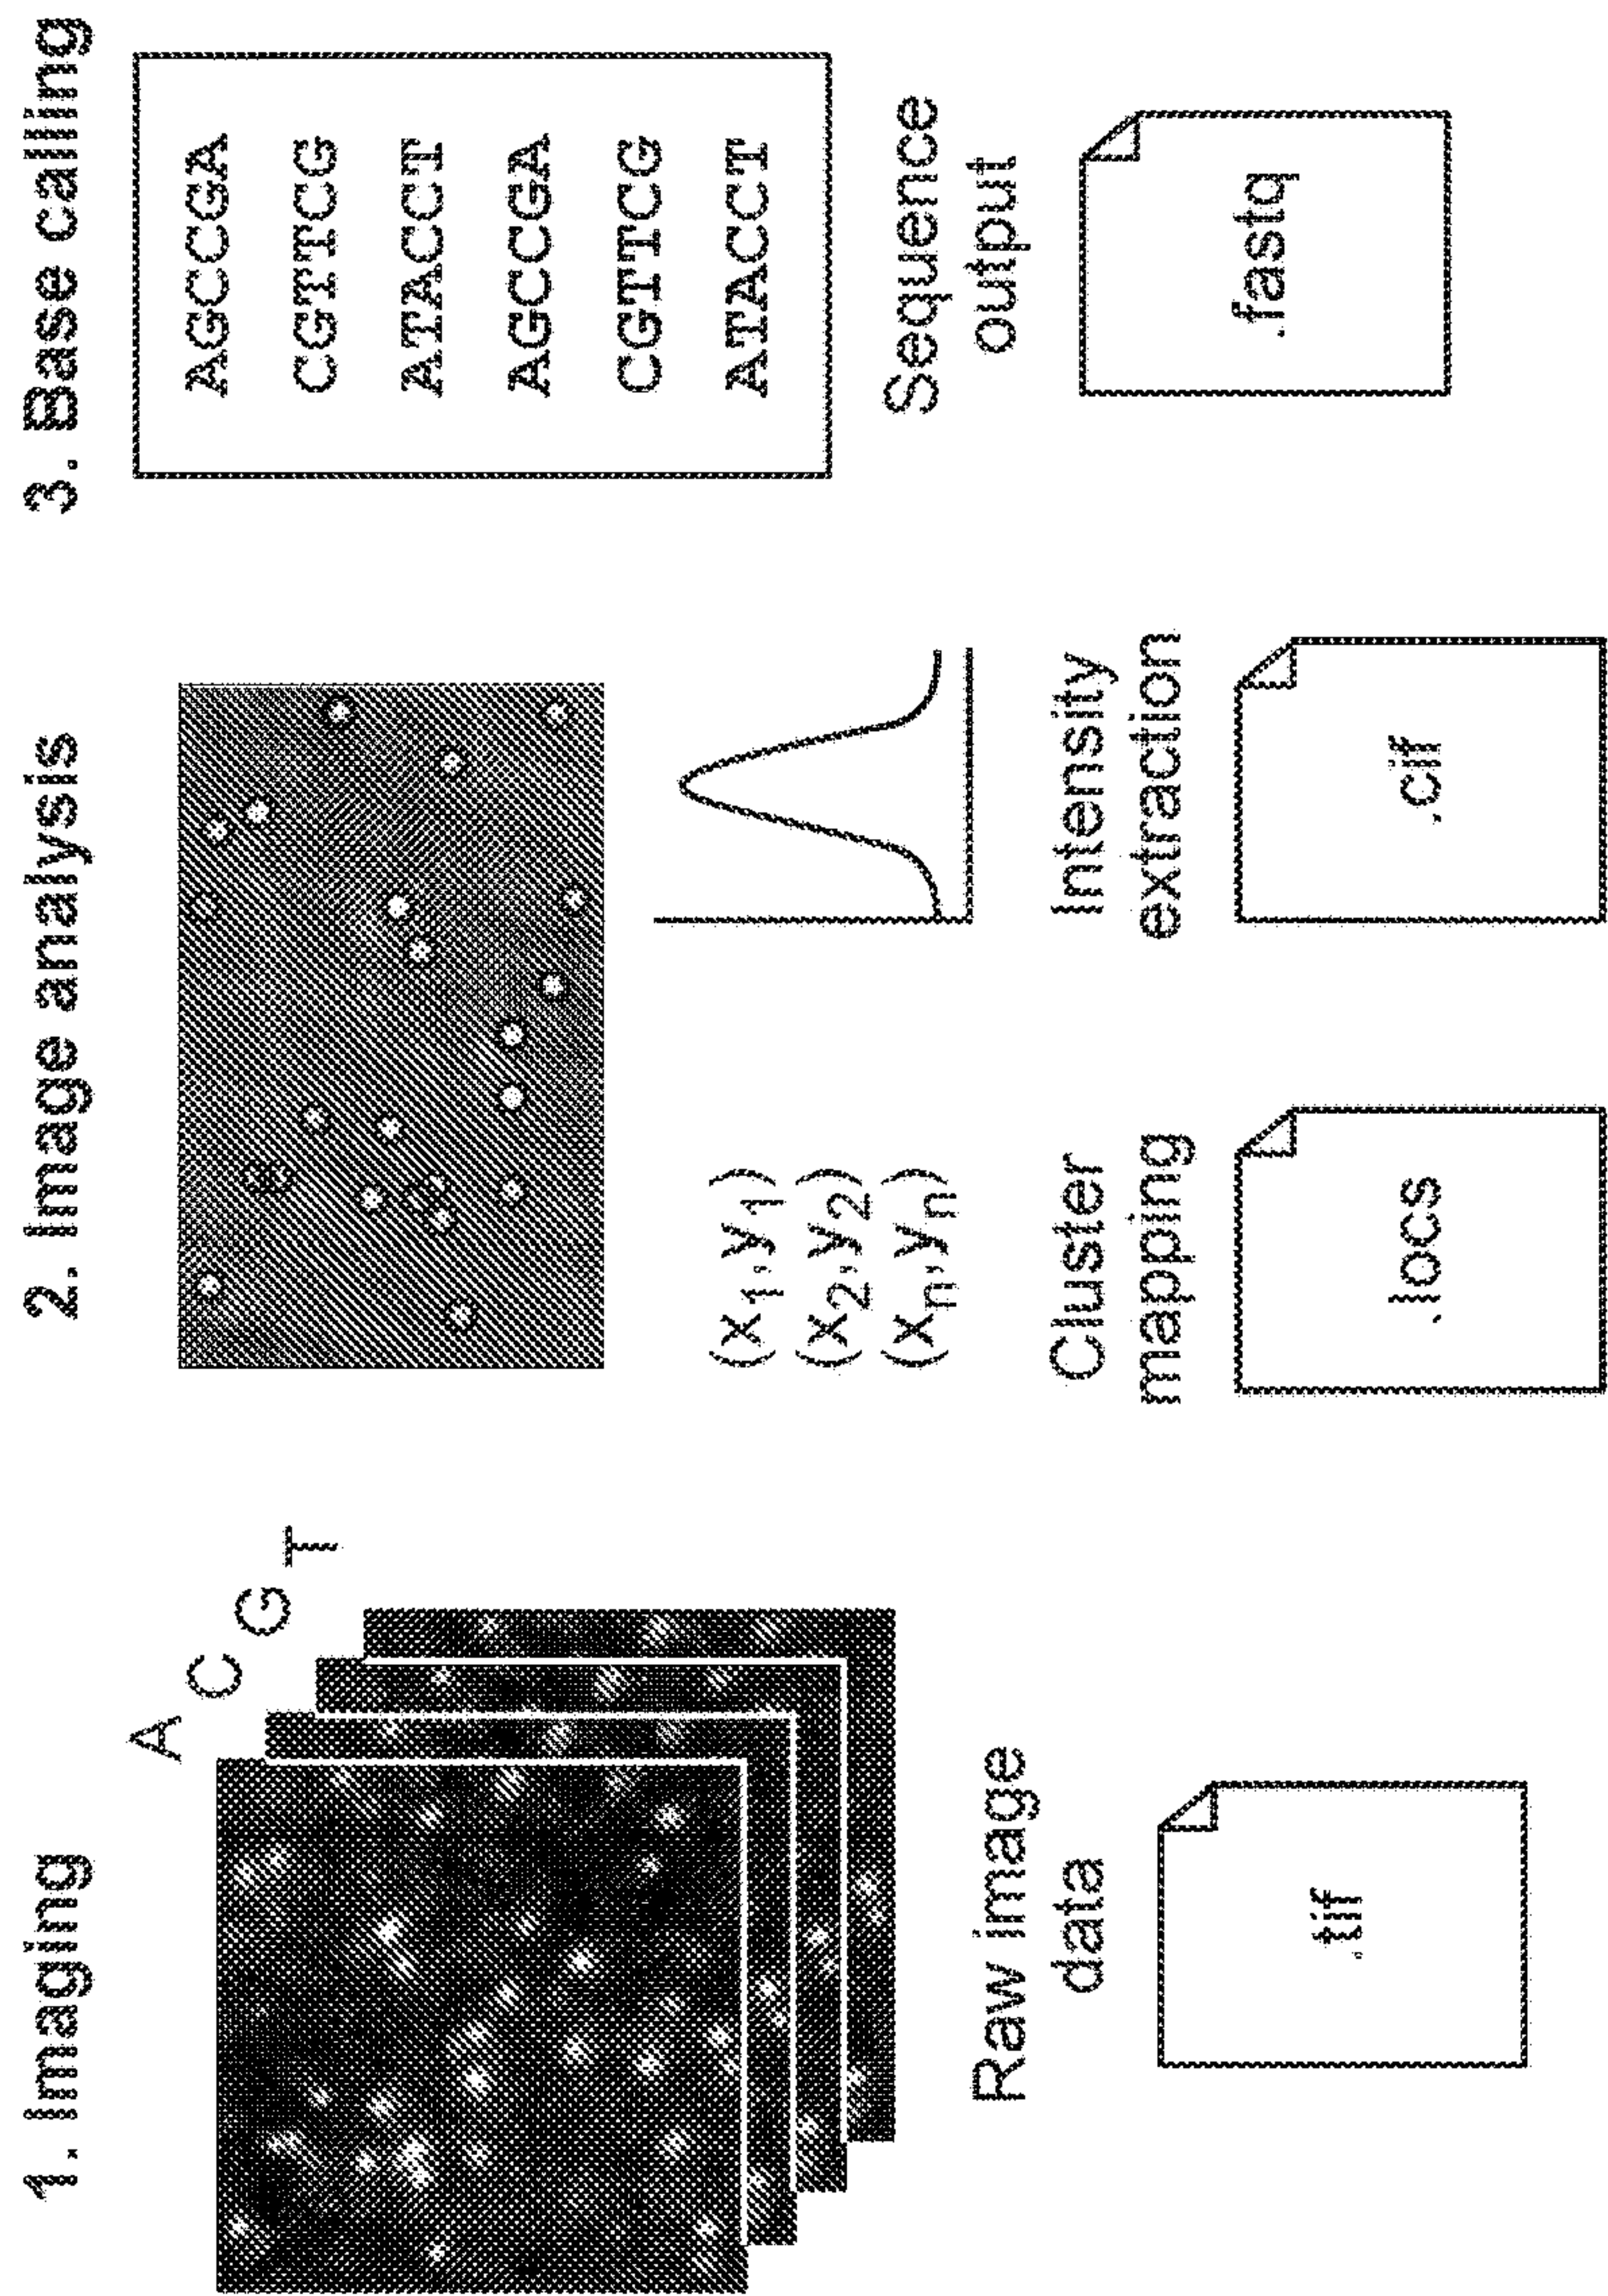 1. Imaging
A
C
G
T
Raw image
data
.tif
2. Image analysis
(x1,y1)
(x2,y2)
(xn,yn)
Cluster
mapping
.locs
Intensity
extraction
.cif
3. Base calling
AGCCGA
CGTTCG
ATACCT
AGCCGA
CGTTCG
ATACCT
Sequence
output
.fastq